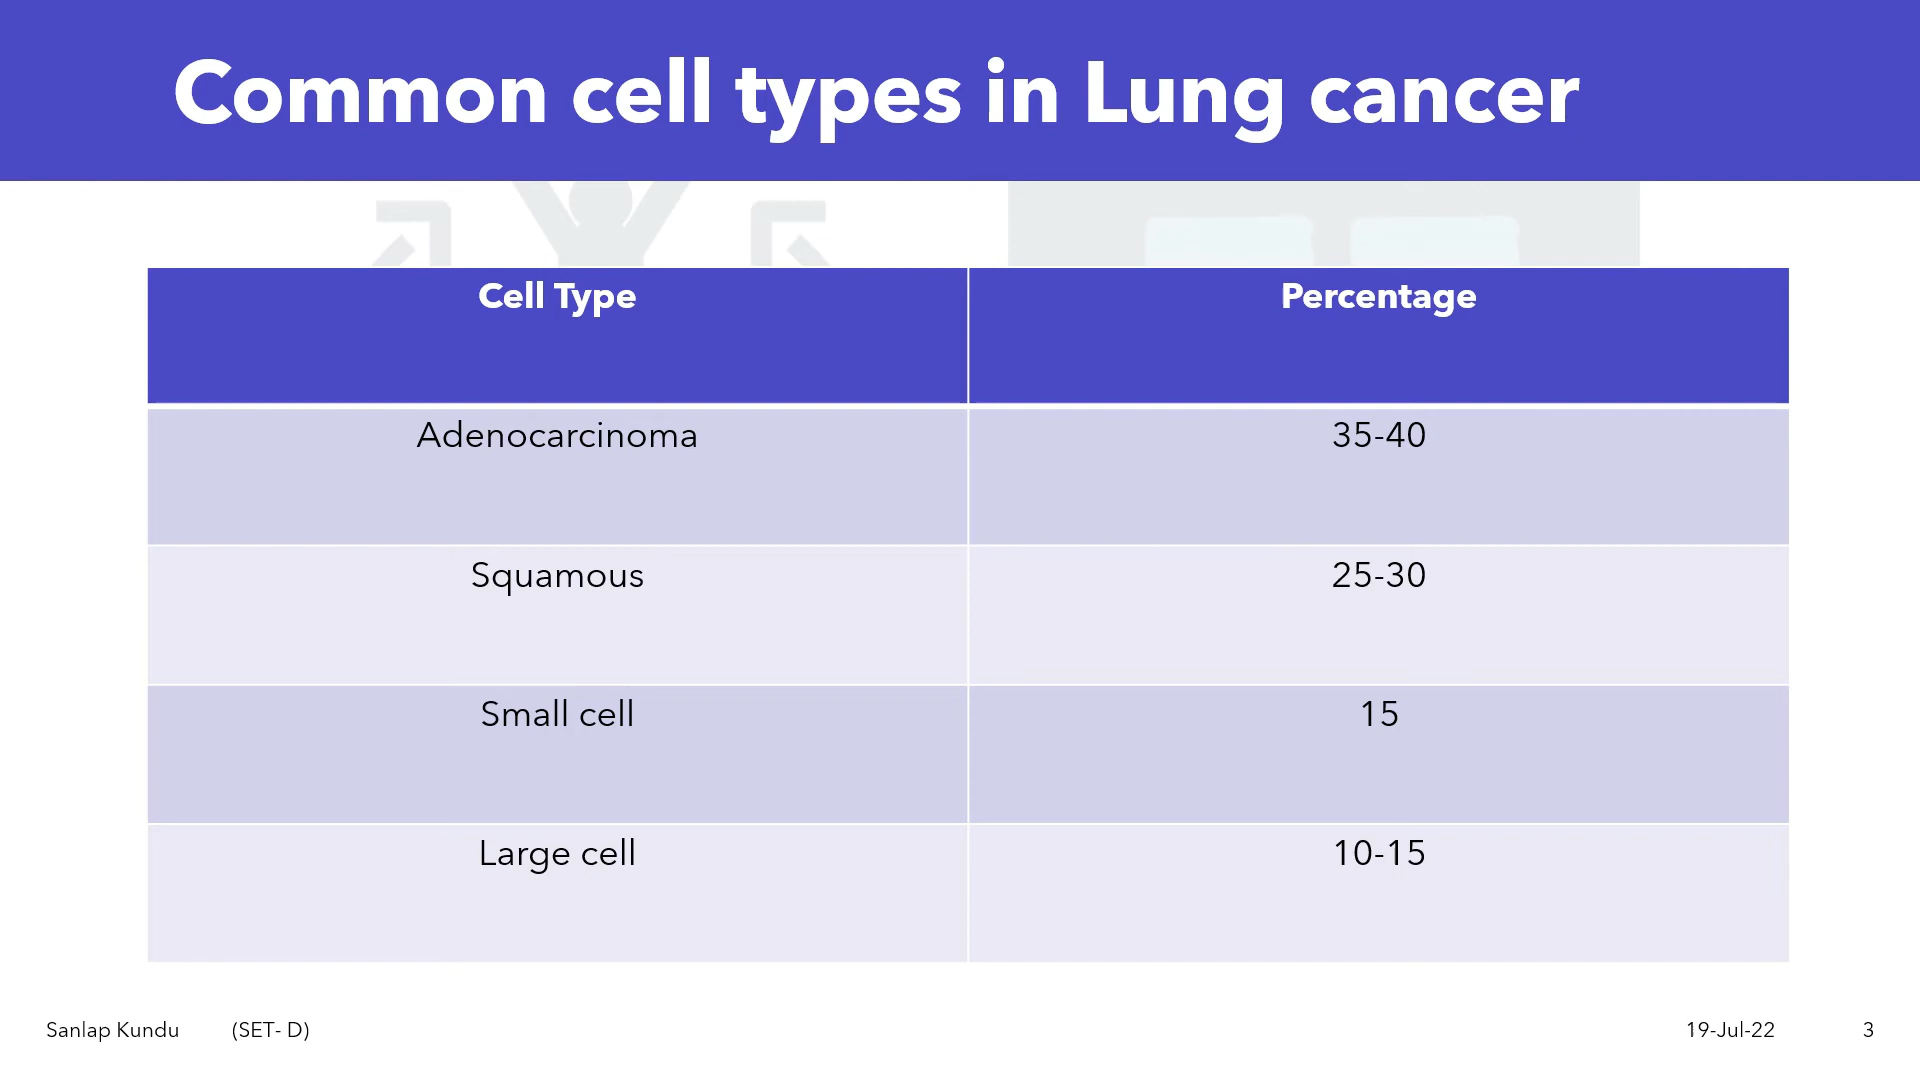 Common cell types in Lung cancer
Cell Type Percentage
Adenocarcinoma 35-40
Squamous 25-30
Small cell 15
Large cell 10-15
Sanlap Kundu (SET- D) 19-Jul-22 3